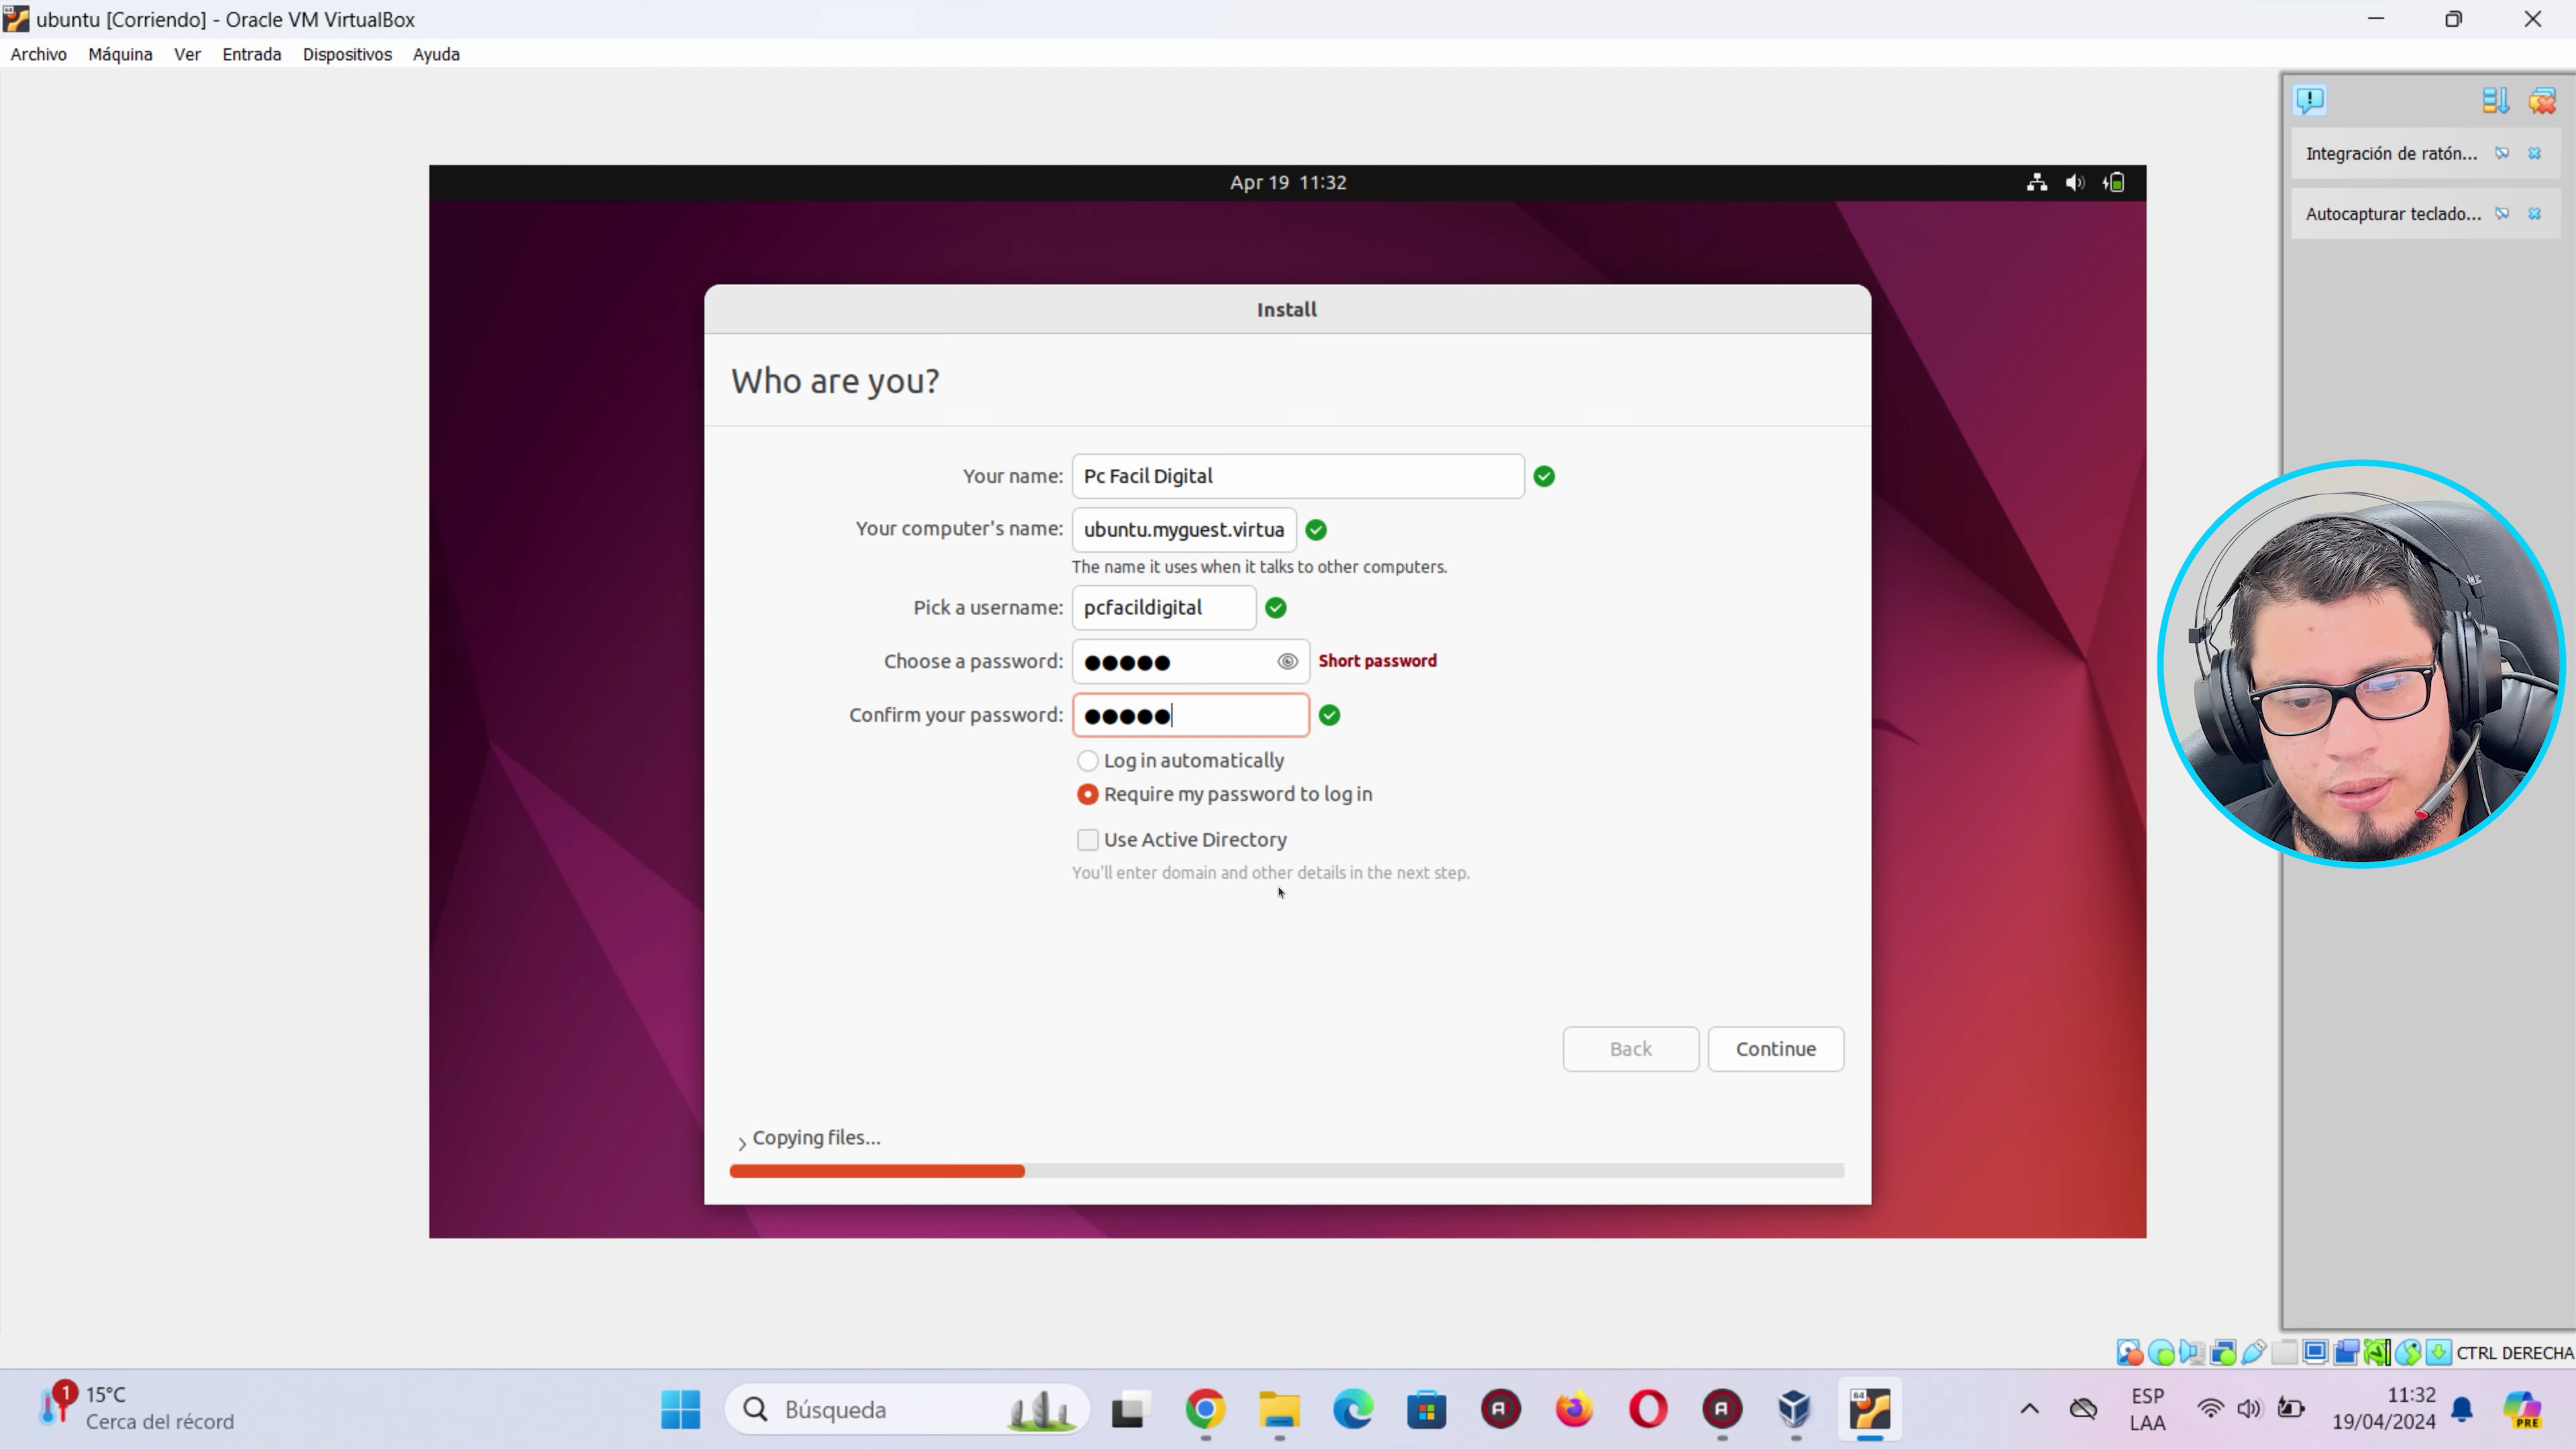 ubuntu [Corriendo] - Oracle VM VirtualBox
Archivo Máquina Ver Entrada Dispositivos Ayuda
Integración de ratón...
Autocapturar teclado...
Apr 19 11:32
Install
Who are you?
Your name: Pc Facil Digital
Your computer's name: ubuntu.myguest.virtua
The name it uses when it talks to other computers.
Pick a username: pcfacildigital
Choose a password: ●●●●● Short password
Confirm your password: ●●●●●
Log in automatically
Require my password to log in
Use Active Directory
You'll enter domain and other details in the next step.
Back Continue
Copying files...
CTRL DERECHA
1 15°C
Cerca del récord
Búsqueda
64
ESP
LAA
11:32
19/04/2024
PRE